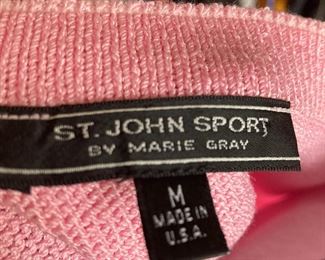 ST. JOHN SPORT
BY MARIE GRAY
M
MADE IN
U.S.A.